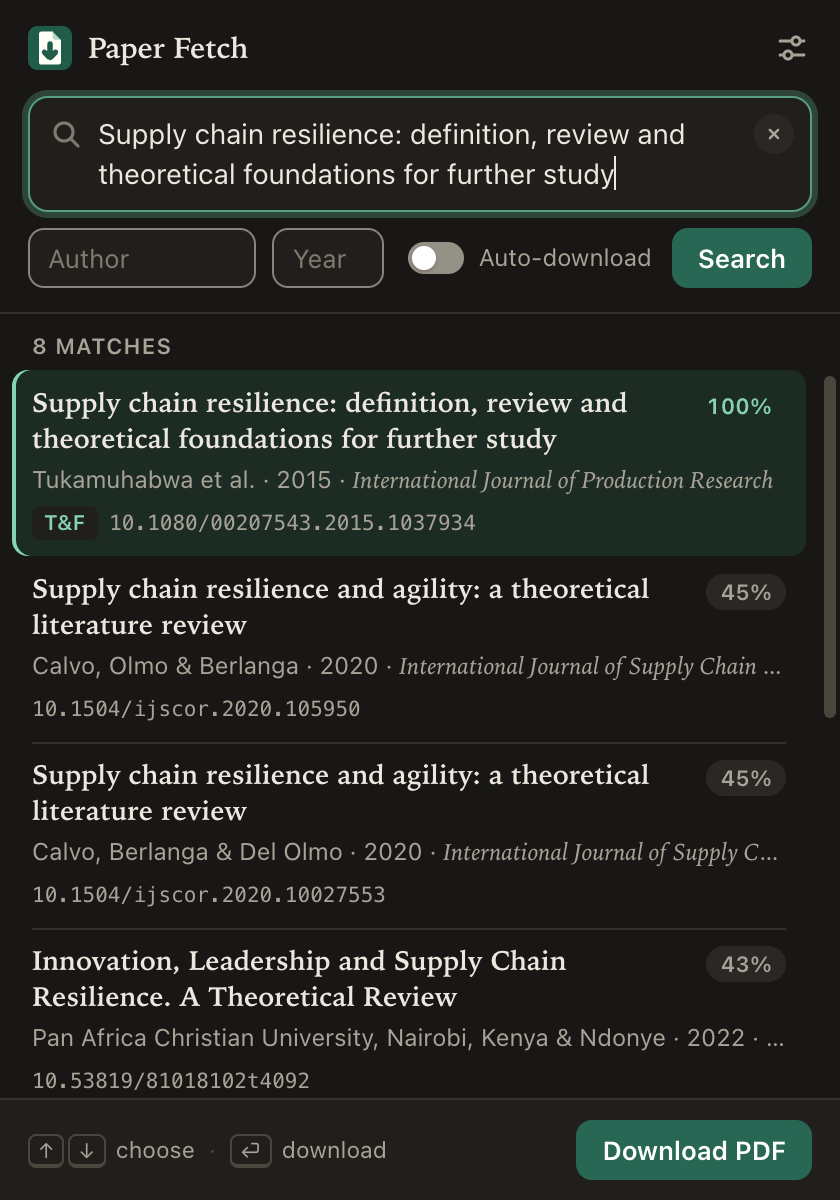 Paper Fetch
Supply chain resilience: definition, review and
theoretical foundations for further study
Author
Year
Auto-download
Search
8 MATCHES
Supply chain resilience: definition, review and
theoretical foundations for further study
100%
Tukamuhabwa et al. · 2015 · International Journal of Production Research
T&F 10.1080/00207543.2015.1037934
Supply chain resilience and agility: a theoretical
literature review
45%
Calvo, Olmo & Berlanga · 2020 · International Journal of Supply Chain ...
10.1504/ijscor.2020.105950
Supply chain resilience and agility: a theoretical
literature review
45%
Calvo, Berlanga & Del Olmo · 2020 · International Journal of Supply C...
10.1504/ijscor.2020.10027553
Innovation, Leadership and Supply Chain
Resilience. A Theoretical Review
43%
Pan Africa Christian University, Nairobi, Kenya & Ndonye · 2022 · ...
10.53819/81018102t4092
↑ ↓ choose · ↵ download
Download PDF